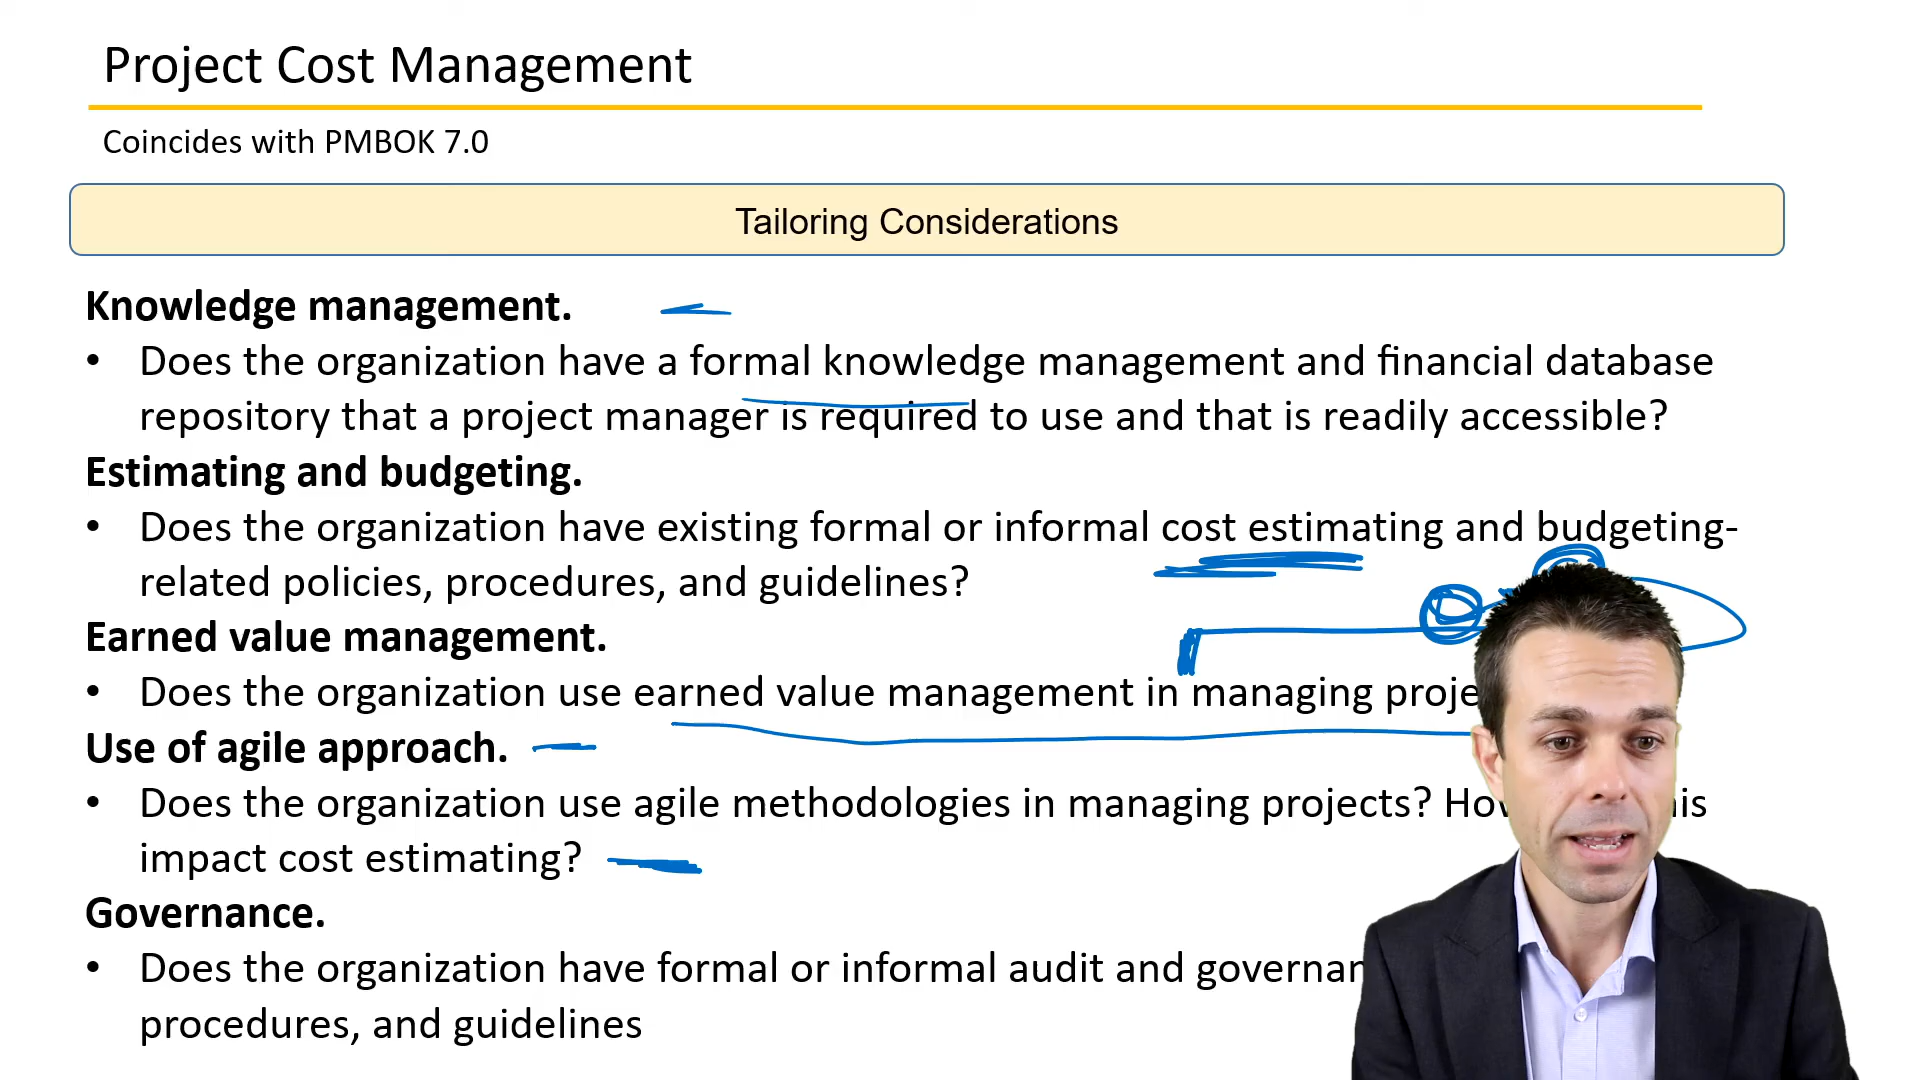 Project Cost Management
Coincides with PMBOK 7.0
Tailoring Considerations
Knowledge management.
• Does the organization have a formal knowledge management and financial database
repository that a project manager is required to use and that is readily accessible?
Estimating and budgeting.
• Does the organization have existing formal or informal cost estimating and budgeting-
related policies, procedures, and guidelines?
Earned value management.
• Does the organization use earned value management in managing
Use of agile approach.
• Does the organization use agile methodologies in managing projects?
impact cost estimating?
Governance.
• Does the organization have formal or informal audit and
procedures, and guidelines